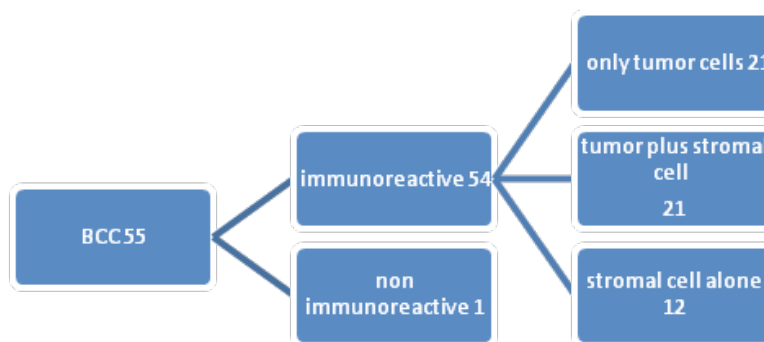 BCC 55
immunoreactive 54
non
immunoreactive 1
only tumor cells 21
tumor plus stroma
cell
21
stromal cell alone
12